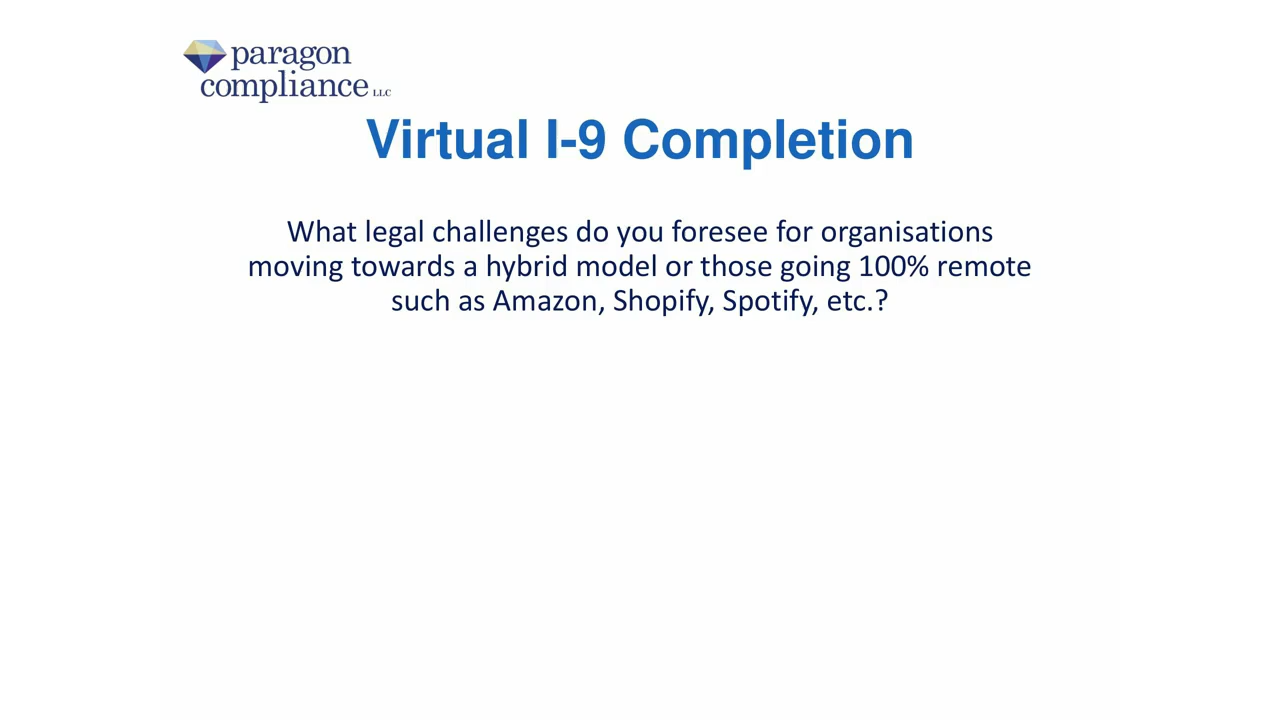 paragon
compliance LLC
Virtual I-9 Completion
What legal challenges do you foresee for organisations
moving towards a hybrid model or those going 100% remote
such as Amazon, Shopify, Spotify, etc.?